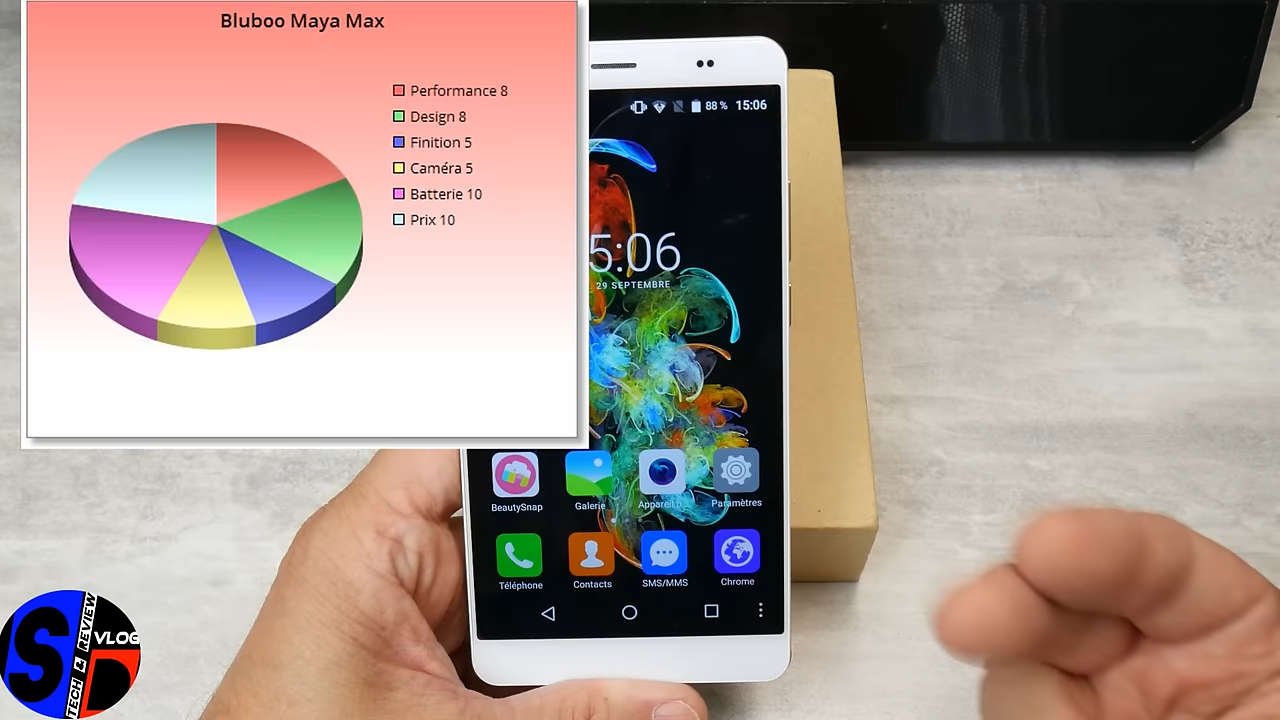 Bluboo Maya Max
Performance 8
Design 8
Finition 5
Caméra 5
Batterie 10
Prix 10
88 % 15:06
5:06
29 SEPTEMBRE
BeautySnap
Galerie
Paramètres
Téléphone
Contacts
SMS/MMS
Chrome
SD
VLOG
TECH & REVIEW